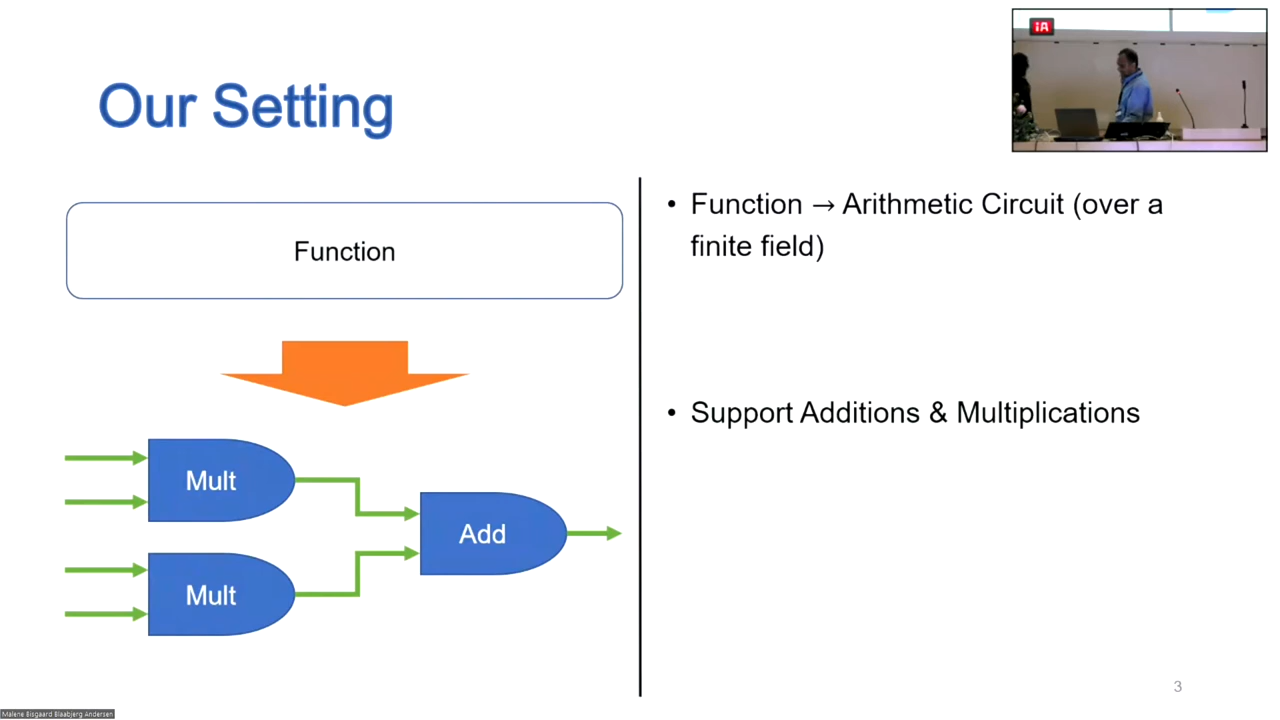 iA
Our Setting
Function
Mult
Mult
Add
• Function → Arithmetic Circuit (over a
finite field)
• Support Additions & Multiplications
3
Malene Bisgaard Blaabjerg Andersen